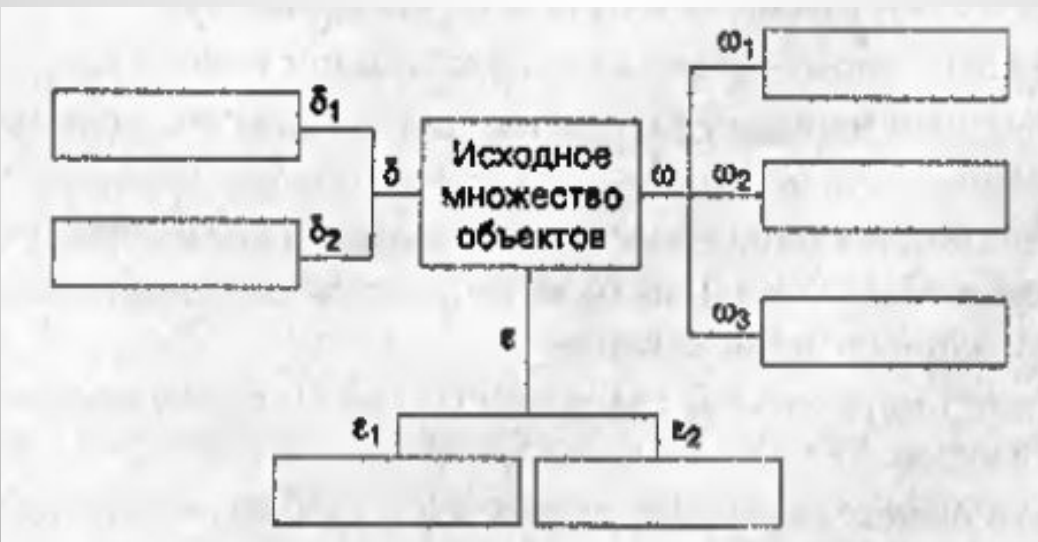 ω₁
δ₁
Исходное
множество
объектов
δ
ω
ω₂
δ₂
ω₃
ε
ε₁
ε₂